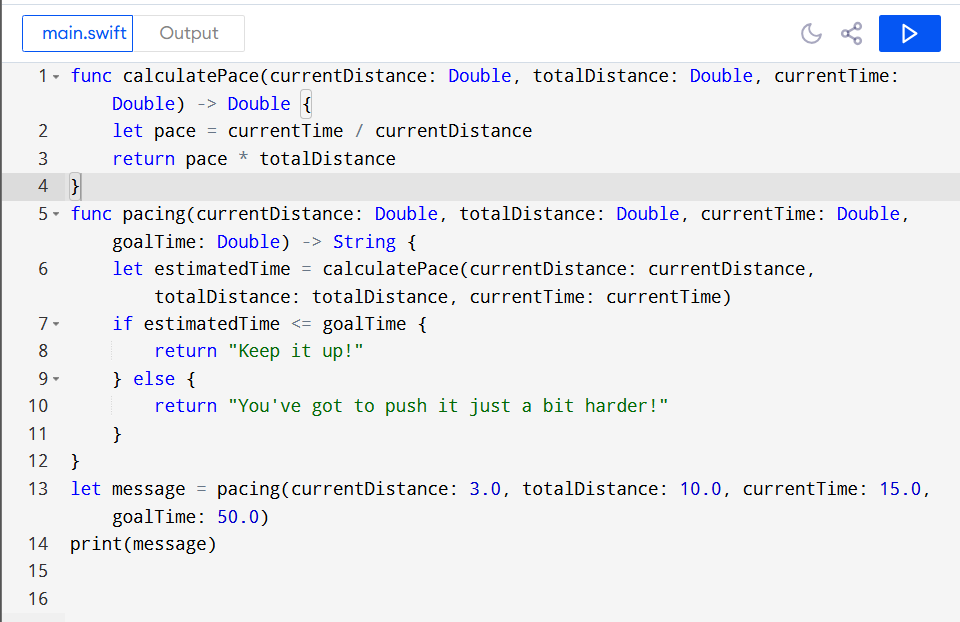 main.swift Output
1 func calculatePace(currentDistance: Double, totalDistance: Double, currentTime:
Double) -> Double {
2 let pace = currentTime / currentDistance
3 return pace * totalDistance
4 }
5 func pacing(currentDistance: Double, totalDistance: Double, currentTime: Double,
goalTime: Double) -> String {
6 let estimatedTime = calculatePace(currentDistance: currentDistance,
totalDistance: totalDistance, currentTime: currentTime)
7 if estimatedTime <= goalTime {
8 return "Keep it up!"
9 } else {
10 return "You've got to push it just a bit harder!"
11 }
12 }
13 let message = pacing(currentDistance: 3.0, totalDistance: 10.0, currentTime: 15.0,
goalTime: 50.0)
14 print(message)
15
16